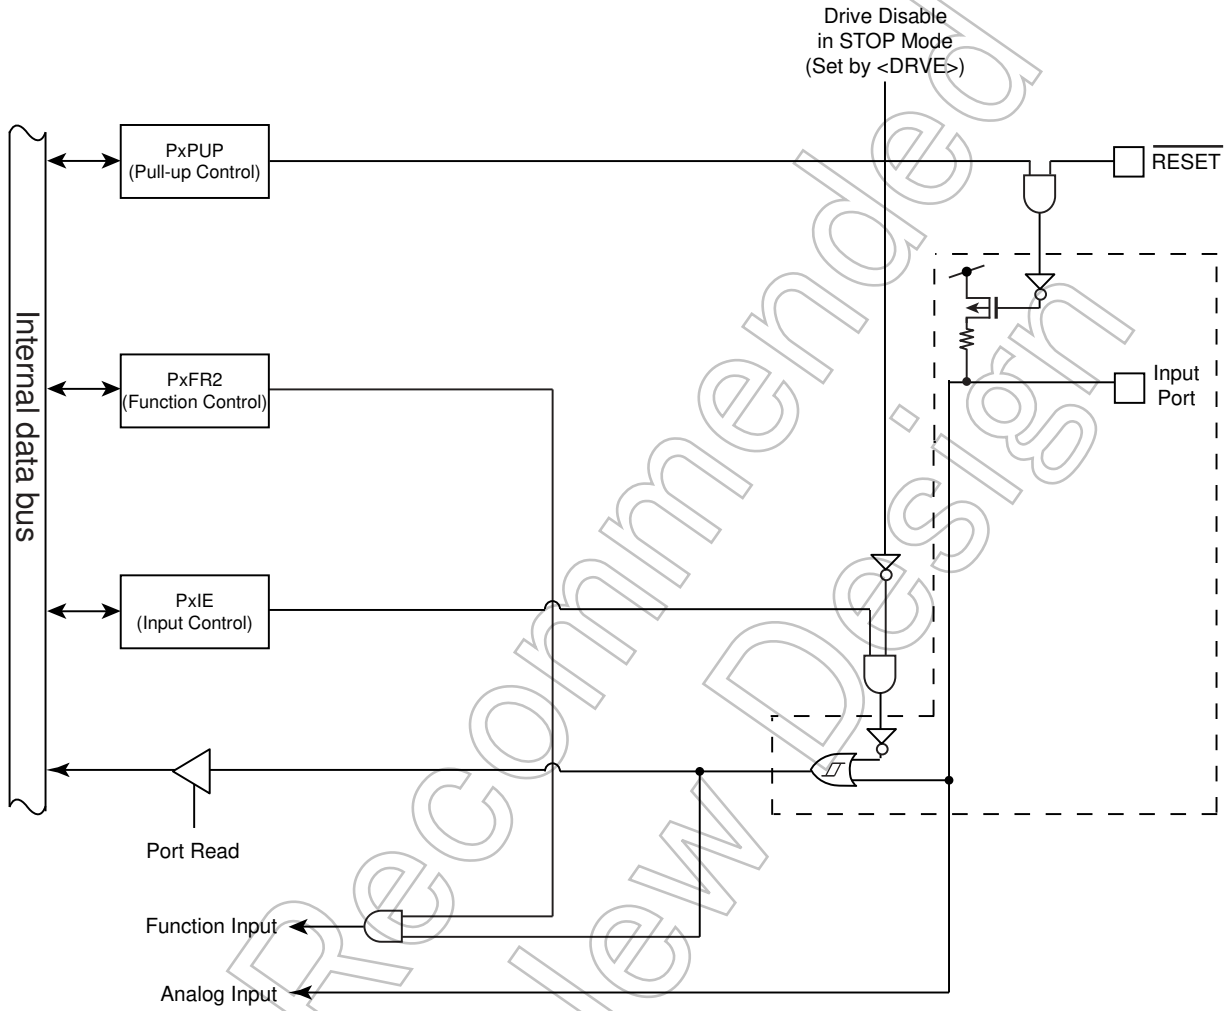 Drive Disable
in STOP Mode
(Set by <DRVE>)
PxPUP
(Pull-up Control)
RESET
Internal data bus
PxFR2
(Function Control)
Input
Port
PxIE
(Input Control)
Port Read
Function Input
Analog Input
Recommended
New Design